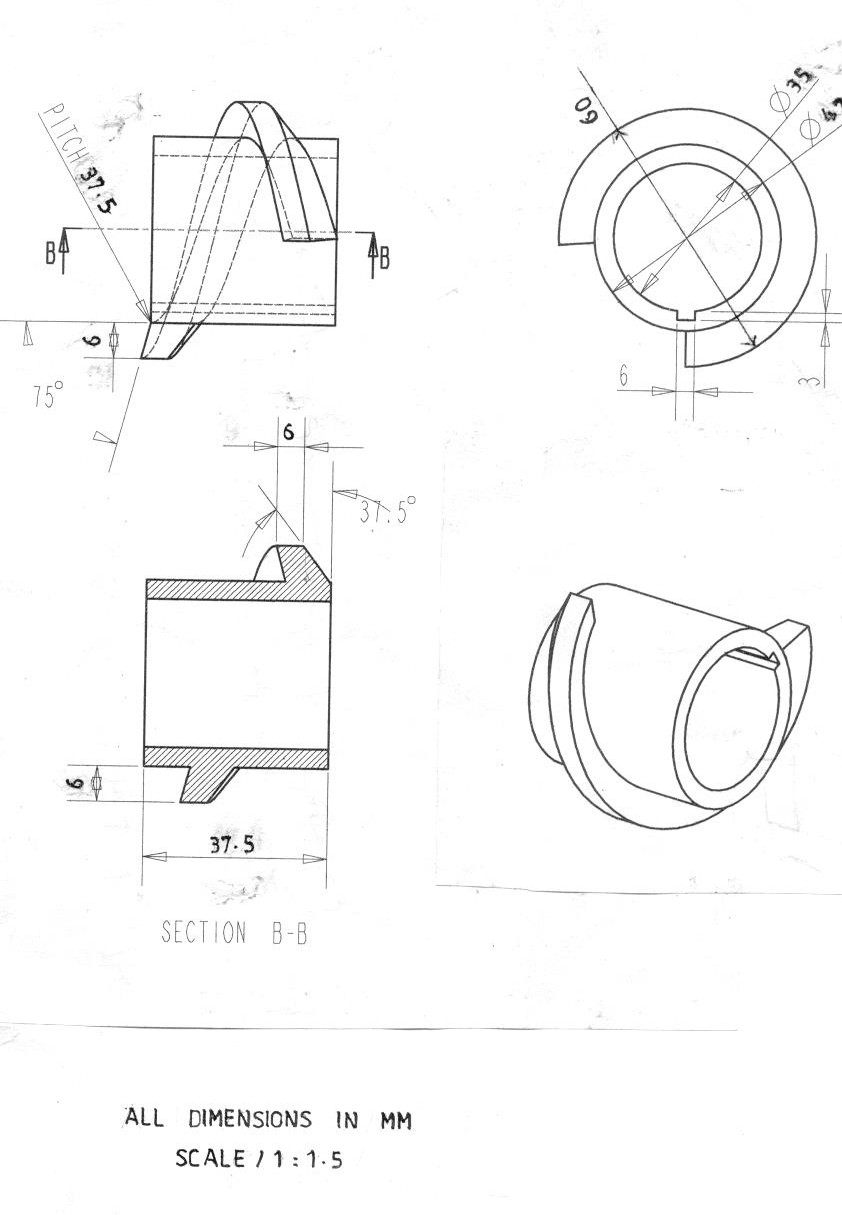 PITCH 37.5
Ø 35
60
B
B
6
75°
6
3
6
37.5°
6
37.5
SECTION B-B
ALL DIMENSIONS IN MM
SCALE / 1 : 1.5